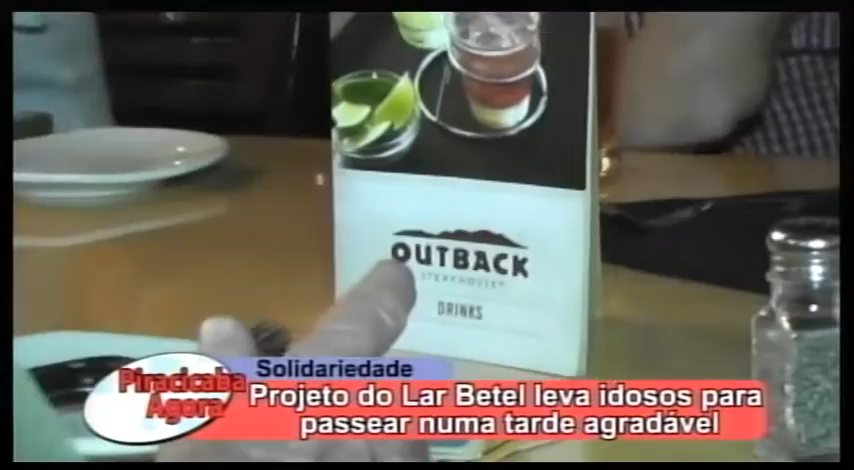 OUTBACK
STEAKHOUSE
DRINKS
Solidariedade
Piracicaba
Agora
Projeto do Lar Betel leva idosos para
passear numa tarde agradável